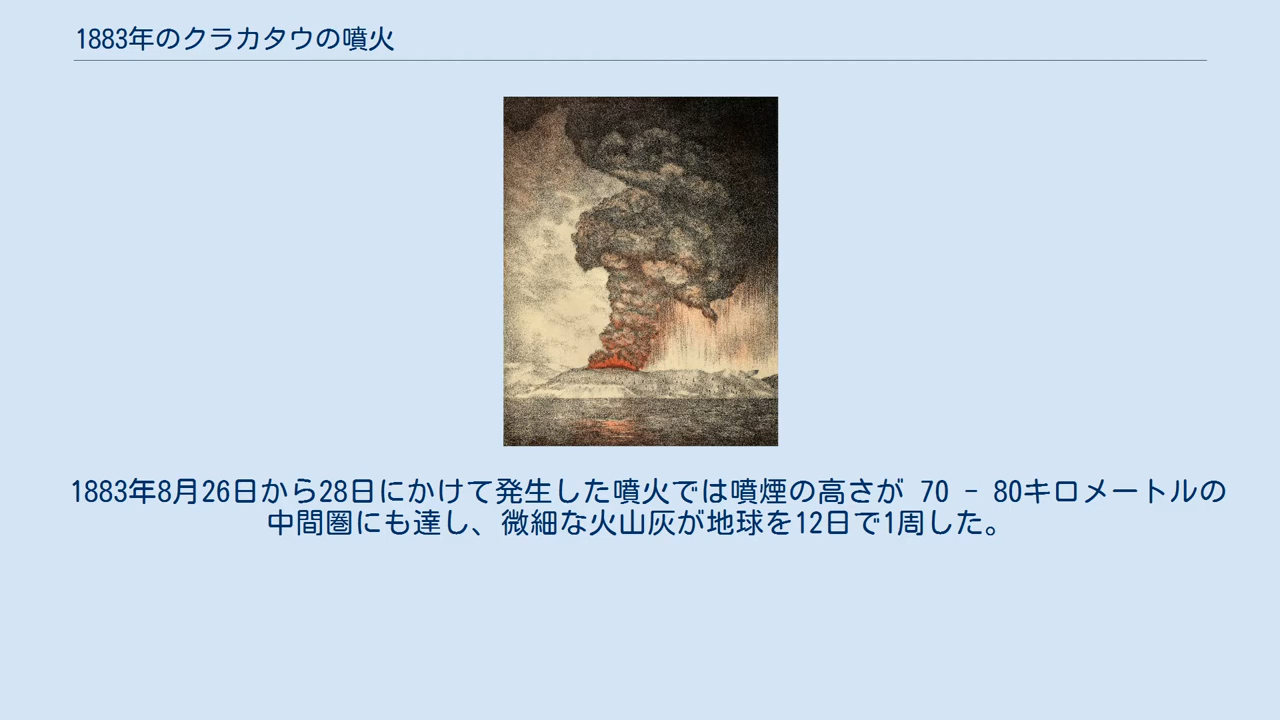 1883年のクラカタウの噴火
1883年8月26日から28日にかけて発生した噴火では噴煙の高さが 70 - 80キロメートルの
中間圏にも達し、微細な火山灰が地球を12日で1周した。